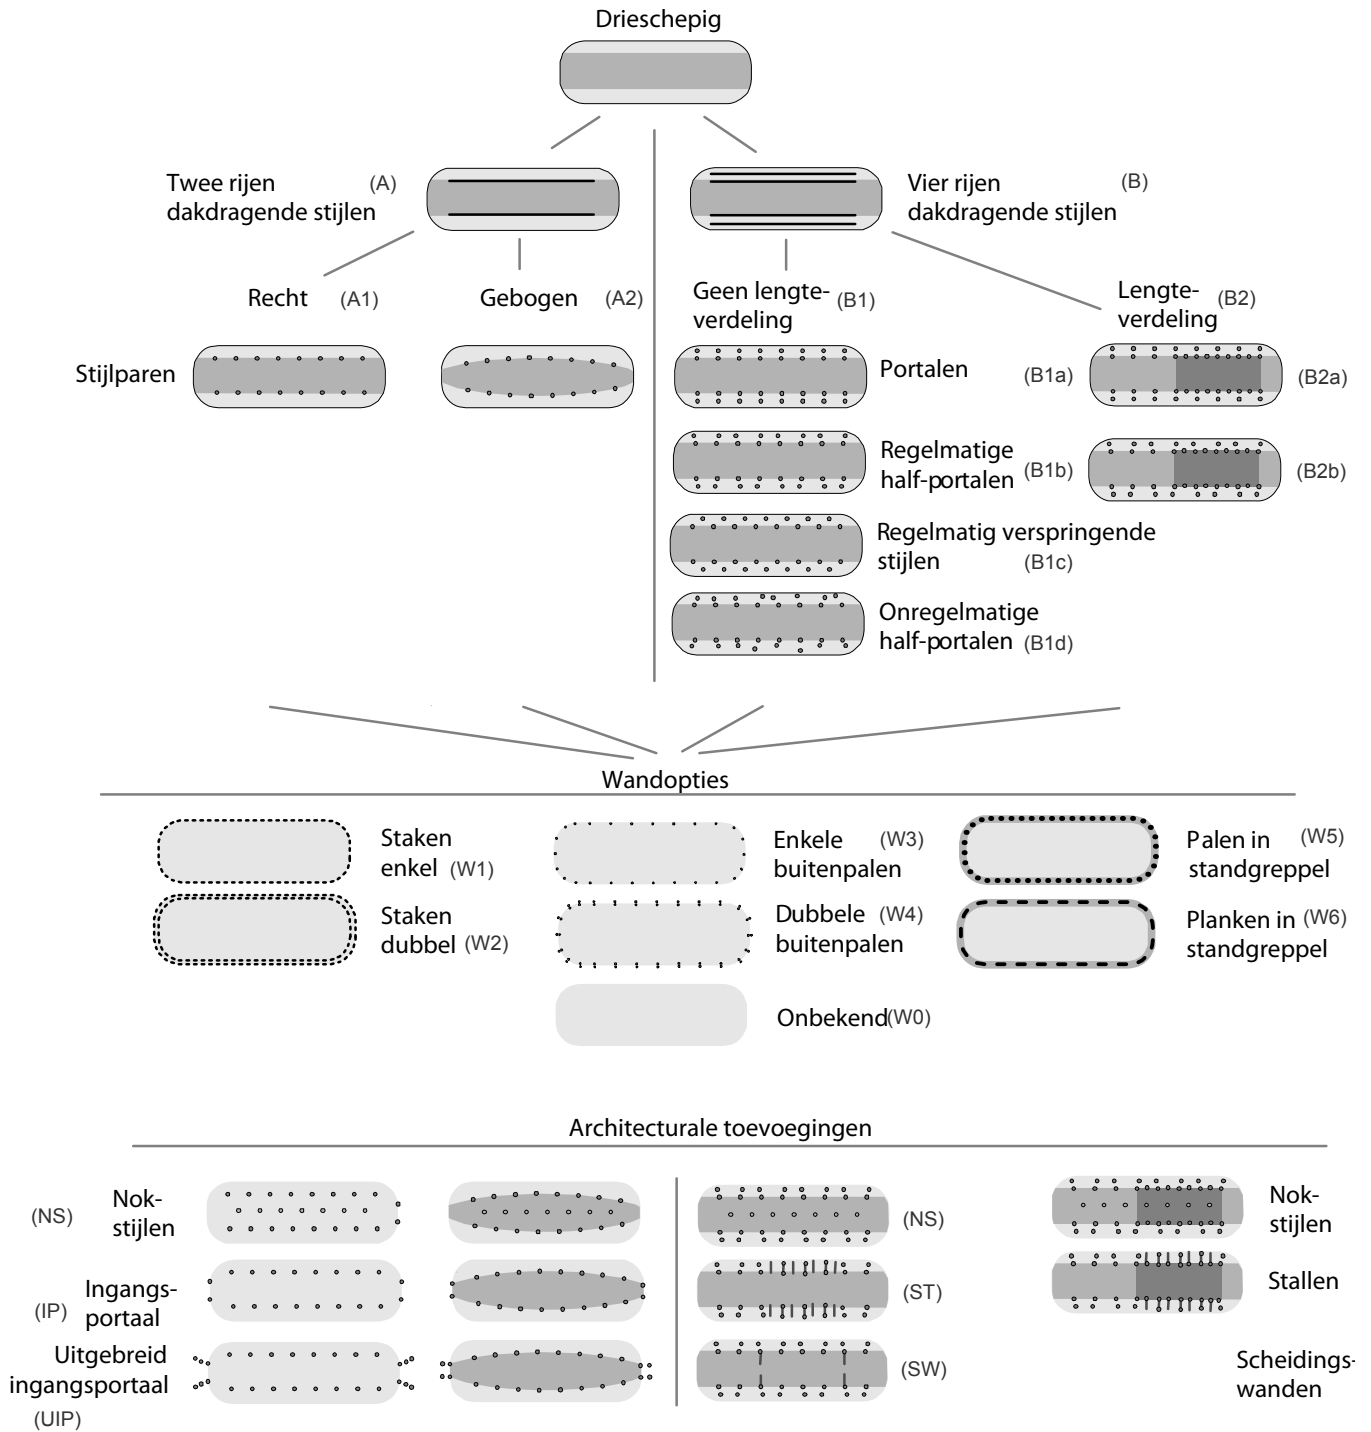 Drieschepig
Twee rijen (A)
dakdragende stijlen
Vier rijen (B)
dakdragende stijlen
Recht (A1)
Gebogen (A2)
Geen lengte-
verdeling (B1)
Lengte-
verdeling (B2)
Stijlparen
Portalen (B1a)
(B2a)
Regelmatige
half-portalen (B1b)
(B2b)
Regelmatig verspringende
stijlen (B1c)
Onregelmatige
half-portalen (B1d)
Wandopties
Staken
enkel (W1)
Enkele (W3)
buitenpalen
Palen in (W5)
standgreppel
Staken
dubbel (W2)
Dubbele (W4)
buitenpalen
Planken in (W6)
standgreppel
Onbekend (W0)
Architecturale toevoegingen
(NS) Nok-
stijlen
(NS)
Nok-
stijlen
(IP) Ingangs-
portaal
(ST)
Stallen
Uitgebreid
ingangsportaal
(UIP)
(SW)
Scheidings-
wanden